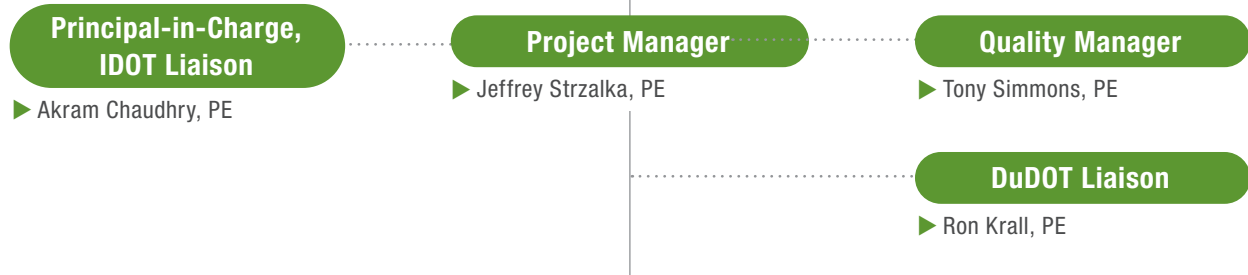 Principal-in-Charge,
IDOT Liaison
Akram Chaudhry, PE
Project Manager
Jeffrey Strzalka, PE
Quality Manager
Tony Simmons, PE
DuDOT Liaison
Ron Krall, PE